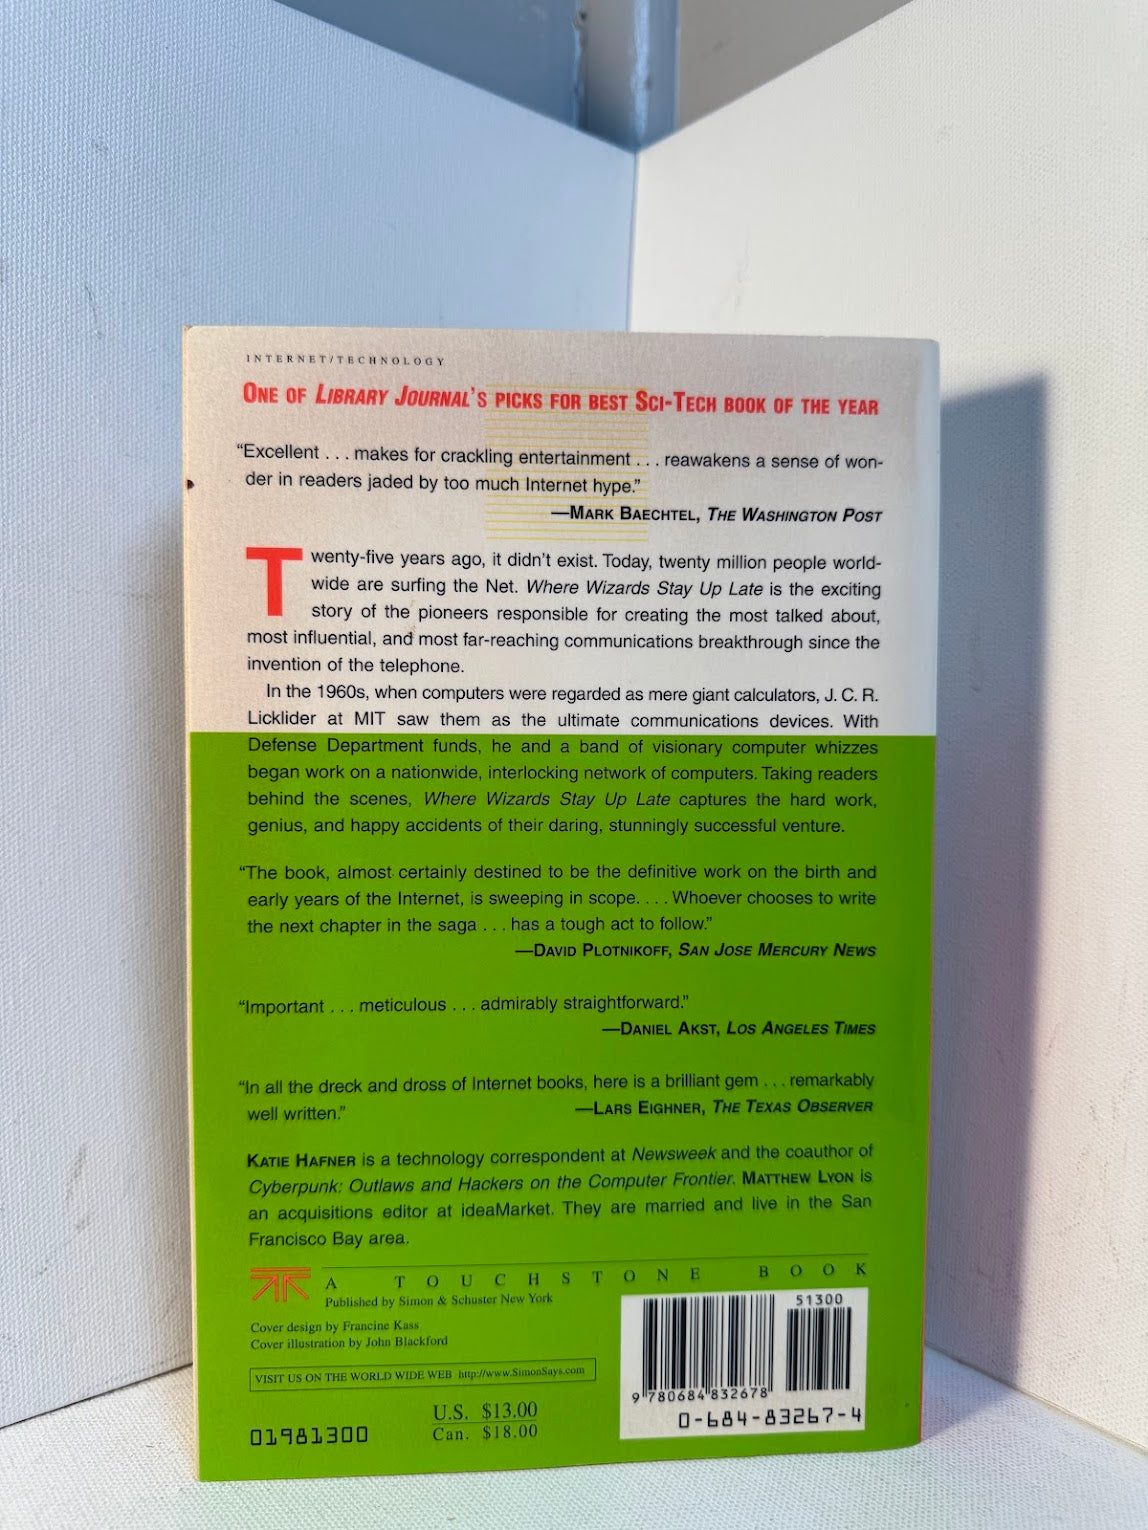 INTERNET/TECHNOLOGY
ONE OF LIBRARY JOURNAL'S PICKS FOR BEST SCI-TECH BOOK OF THE YEAR
“Excellent . . . makes for crackling entertainment . . . reawakens a sense of won-
der in readers jaded by too much Internet hype.”
—MARK BAECHTEL, THE WASHINGTON POST
Twenty-five years ago, it didn't exist. Today, twenty million people world-
wide are surfing the Net. Where Wizards Stay Up Late is the exciting
story of the pioneers responsible for creating the most talked about,
most influential, and most far-reaching communications breakthrough since the
invention of the telephone.
In the 1960s, when computers were regarded as mere giant calculators, J. C. R.
Licklider at MIT saw them as the ultimate communications devices. With
Defense Department funds, he and a band of visionary computer whizzes
began work on a nationwide, interlocking network of computers. Taking readers
behind the scenes, Where Wizards Stay Up Late captures the hard work,
genius, and happy accidents of their daring, stunningly successful venture.
“The book, almost certainly destined to be the definitive work on the birth and
early years of the Internet, is sweeping in scope. . . . Whoever chooses to write
the next chapter in the saga . . . has a tough act to follow.”
—DAVID PLOTNIKOFF, SAN JOSE MERCURY NEWS
“Important . . . meticulous . . . admirably straightforward.”
—DANIEL AKST, LOS ANGELES TIMES
“In all the dreck and dross of Internet books, here is a brilliant gem . . . remarkably
well written.” —LARS EIGHNER, THE TEXAS OBSERVER
KATIE HAFNER is a technology correspondent at Newsweek and the coauthor of
Cyberpunk: Outlaws and Hackers on the Computer Frontier. MATTHEW LYON is
an acquisitions editor at ideaMarket. They are married and live in the San
Francisco Bay area.
A TOUCHSTONE BOOK
Published by Simon & Schuster New York
Cover design by Francine Kass
Cover illustration by John Blackford
VISIT US ON THE WORLD WIDE WEB http://www.SimonSays.com
U.S. $13.00
Can. $18.00
01981300
51300
9 780684 832678
0-684-83267-4